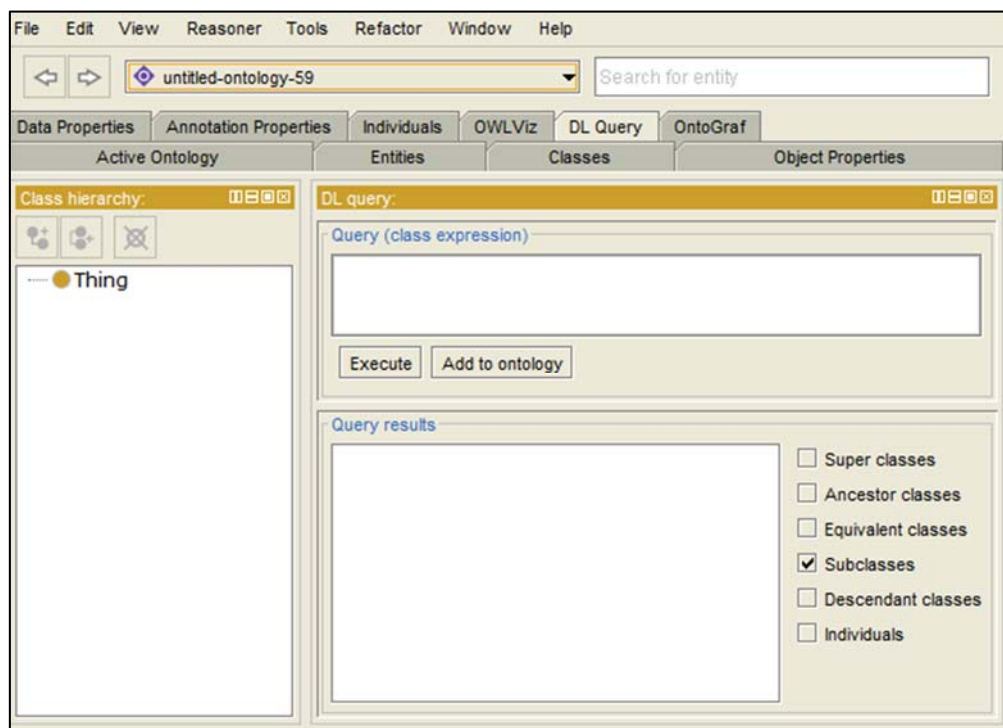 File Edit View Reasoner Tools Refactor Window Help
untitled-ontology-59 Search for entity
Data Properties Annotation Properties Individuals OWLViz DL Query OntoGraf
Active Ontology Entities Classes Object Properties
Class hierarchy:
Thing
DL query:
Query (class expression)
Execute Add to ontology
Query results
Super classes
Ancestor classes
Equivalent classes
Subclasses
Descendant classes
Individuals